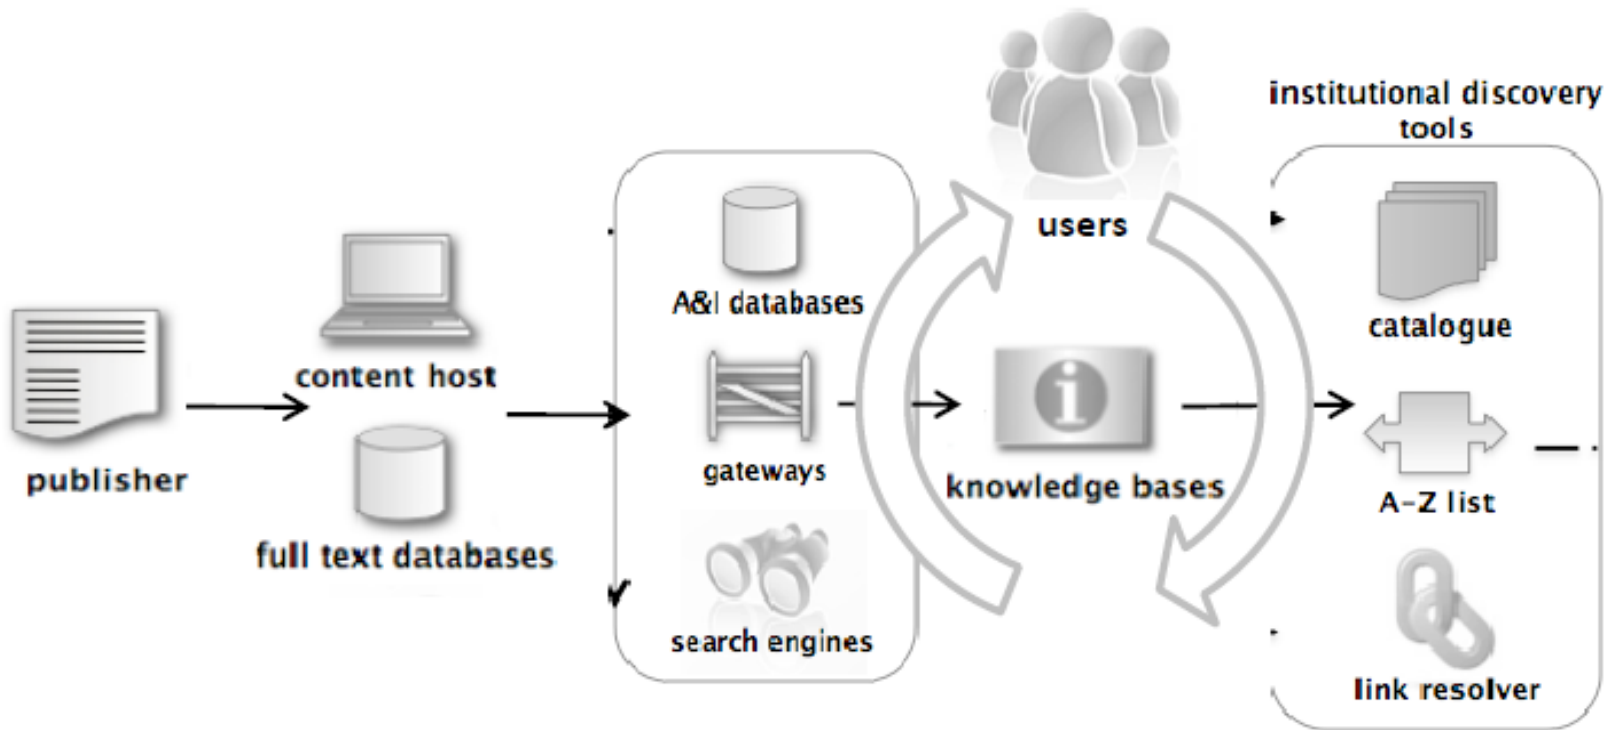 publisher
content host
full text databases
A&I databases
gateways
search engines
users
knowledge bases
institutional discovery
tools
catalogue
A-Z list
link resolver